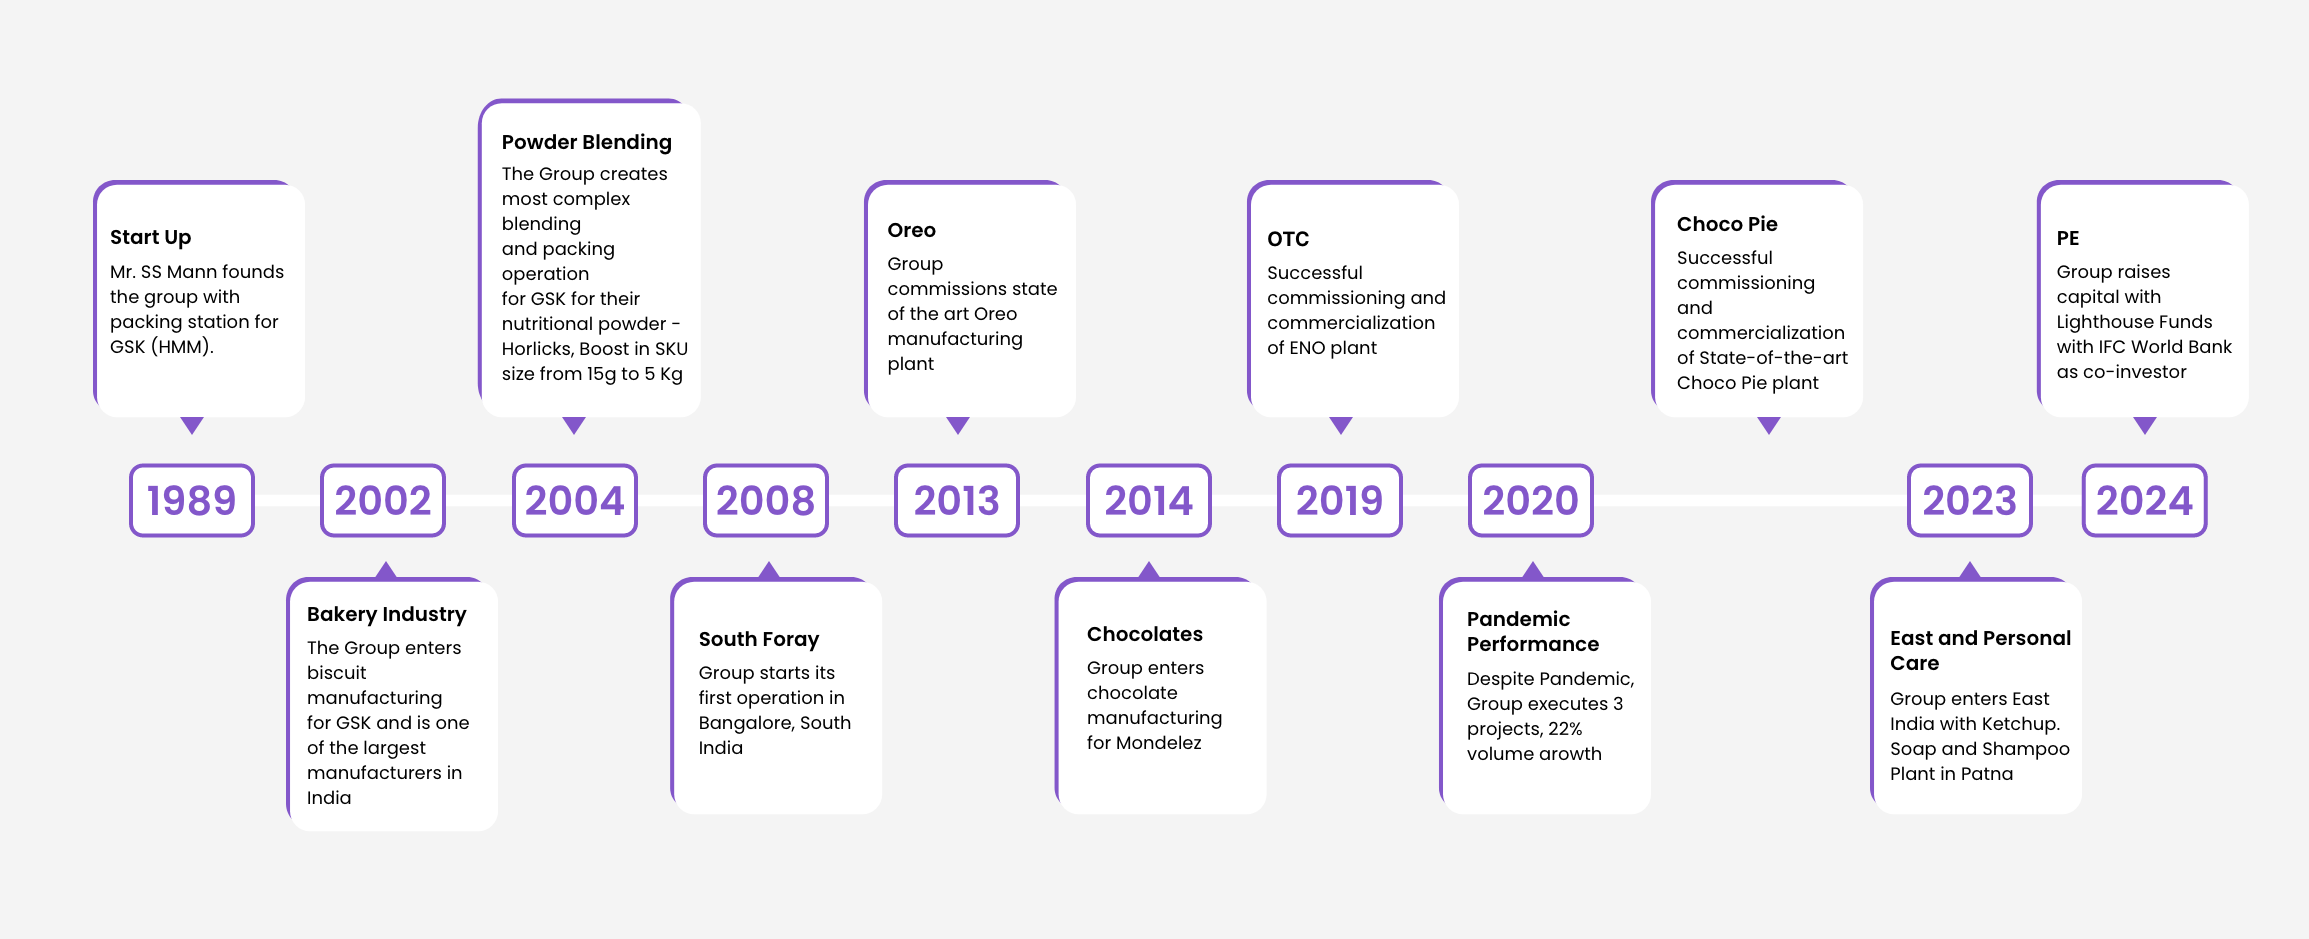 Start Up
Mr. SS Mann founds
the group with
packing station for
GSK (HMM).
Powder Blending
The Group creates
most complex
blending
and packing
operation
for GSK for their
nutritional powder -
Horlicks, Boost in SKU
size from 15g to 5 Kg
Oreo
Group
commissions state
of the art Oreo
manufacturing
plant
OTC
Successful
commissioning and
commercialization
of ENO plant
Choco Pie
Successful
commissioning
and
commercialization
of State-of-the-art
Choco Pie plant
PE
Group raises
capital with
Lighthouse Funds
with IFC World Bank
as co-investor
1989
2002
2004
2008
2013
2014
2019
2020
2023
2024
Bakery Industry
The Group enters
biscuit
manufacturing
for GSK and is one
of the largest
manufacturers in
India
South Foray
Group starts its
first operation in
Bangalore, South
India
Chocolates
Group enters
chocolate
manufacturing
for Mondelez
Pandemic
Performance
Despite Pandemic,
Group executes 3
projects, 22%
volume arowth
East and Personal
Care
Group enters East
India with Ketchup.
Soap and Shampoo
Plant in Patna